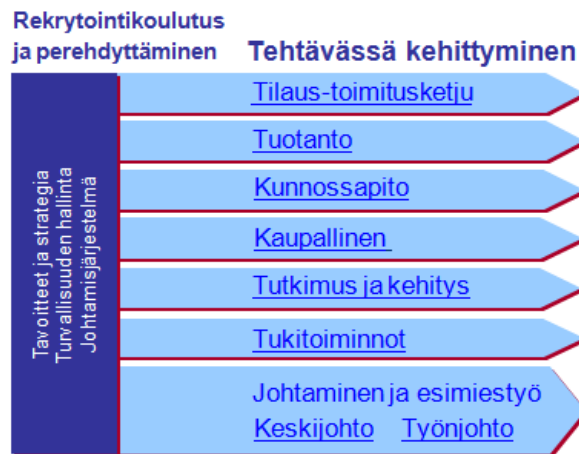 Rekrytointikoulutus
ja perehdyttäminen
Tehtävässä kehittyminen
Tavoitteet ja strategia
Turvallisuuden hallinta
Johtamisjärjestelmä
Tilaus-toimitusketju
Tuotanto
Kunnossapito
Kaupallinen
Tutkimus ja kehitys
Tukitoiminnot
Johtaminen ja esimiestyö
Keskijohto Työnjohto